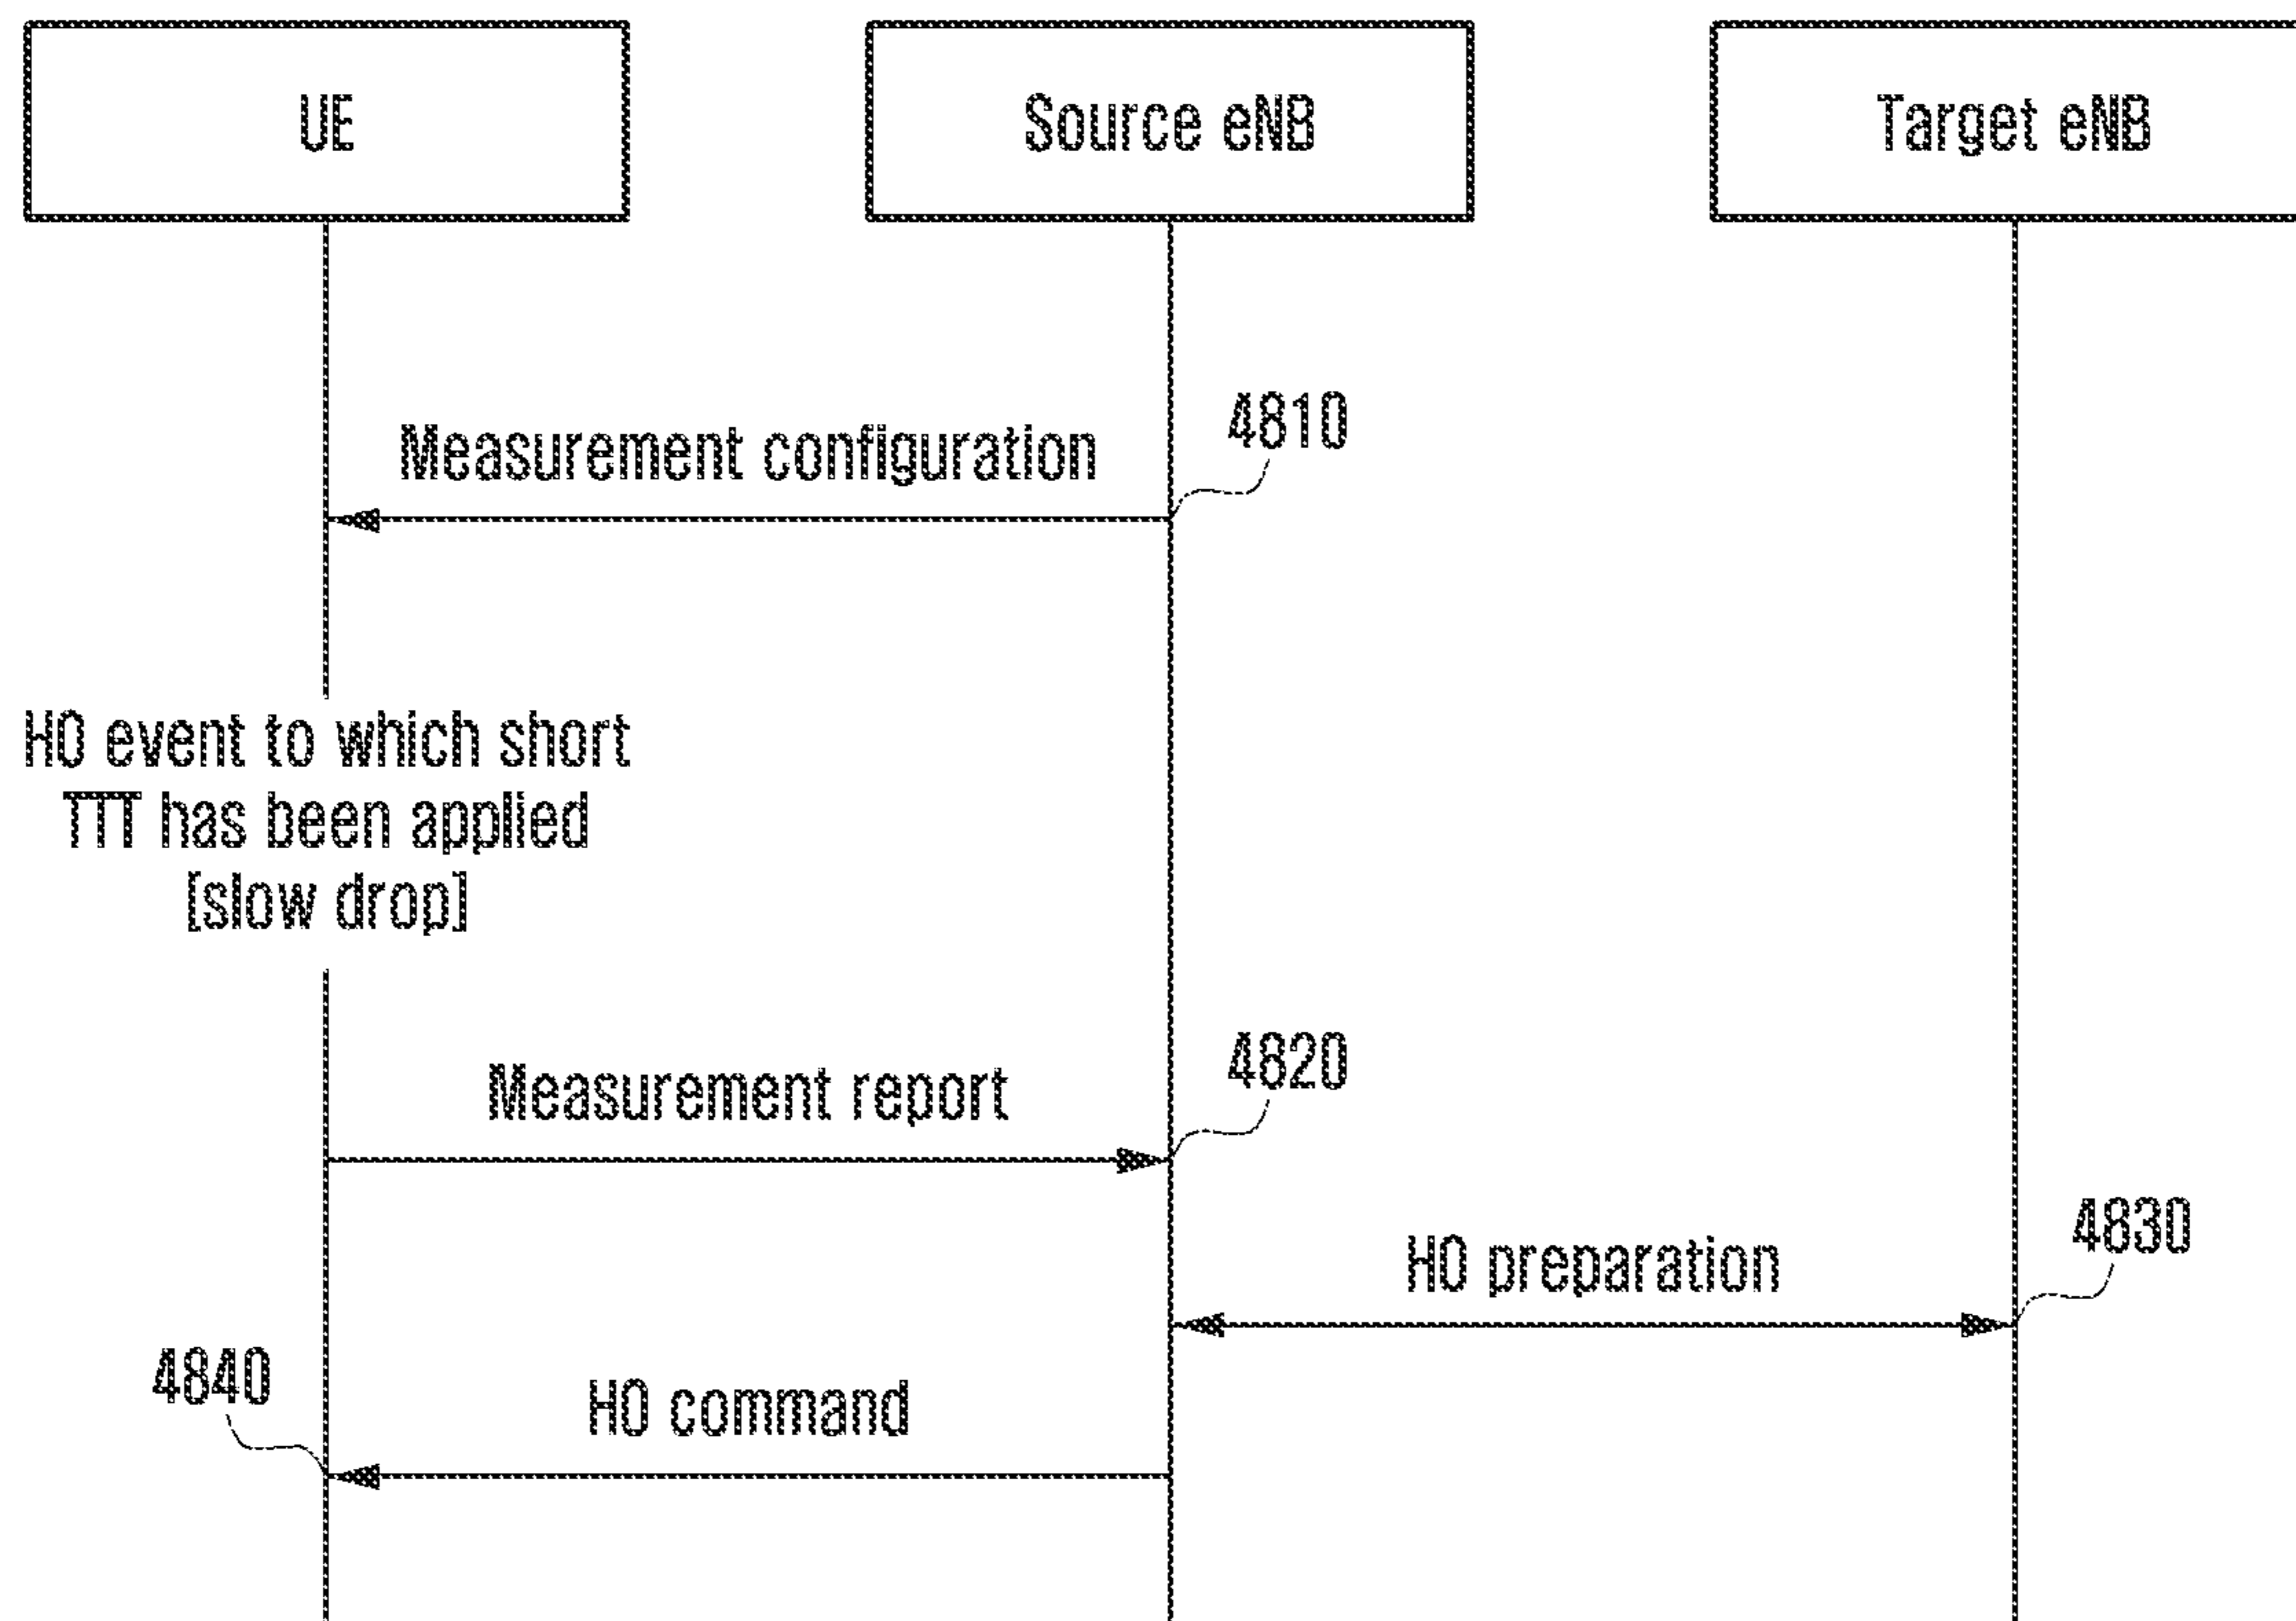 UE
Source eNB
Target eNB
4810
Measurement configuration
HO event to which short
TTT has been applied
[slow drop]
4820
Measurement report
4830
HO preparation
4840
HO command